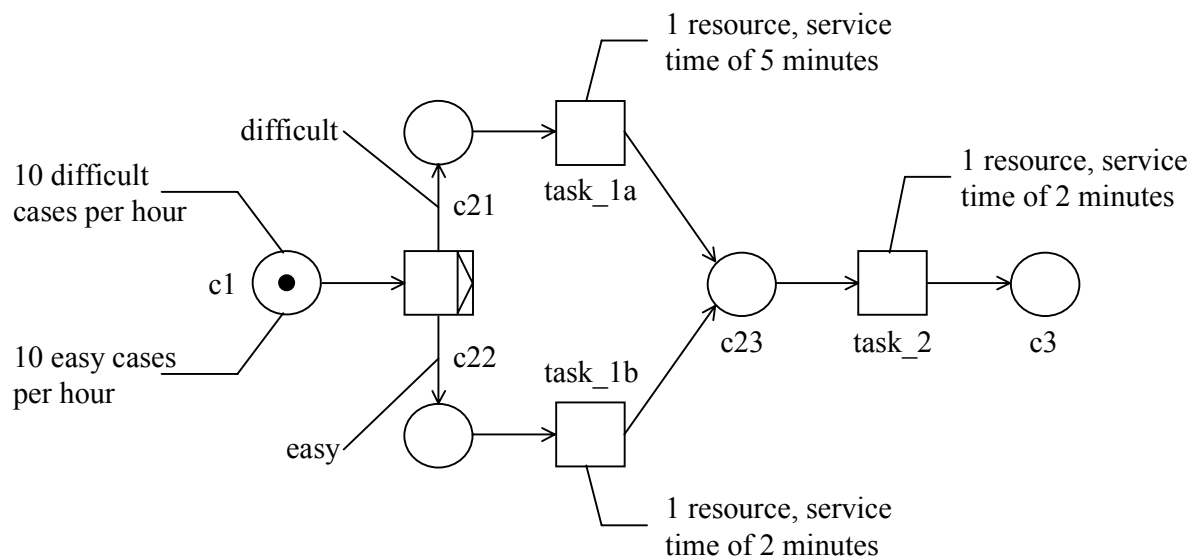 1 resource, service
time of 5 minutes
difficult
1 resource, service
time of 2 minutes
10 difficult
cases per hour
c21
task_1a
c1
c23
task_2
c3
10 easy cases
per hour
c22
task_1b
easy
1 resource, service
time of 2 minutes